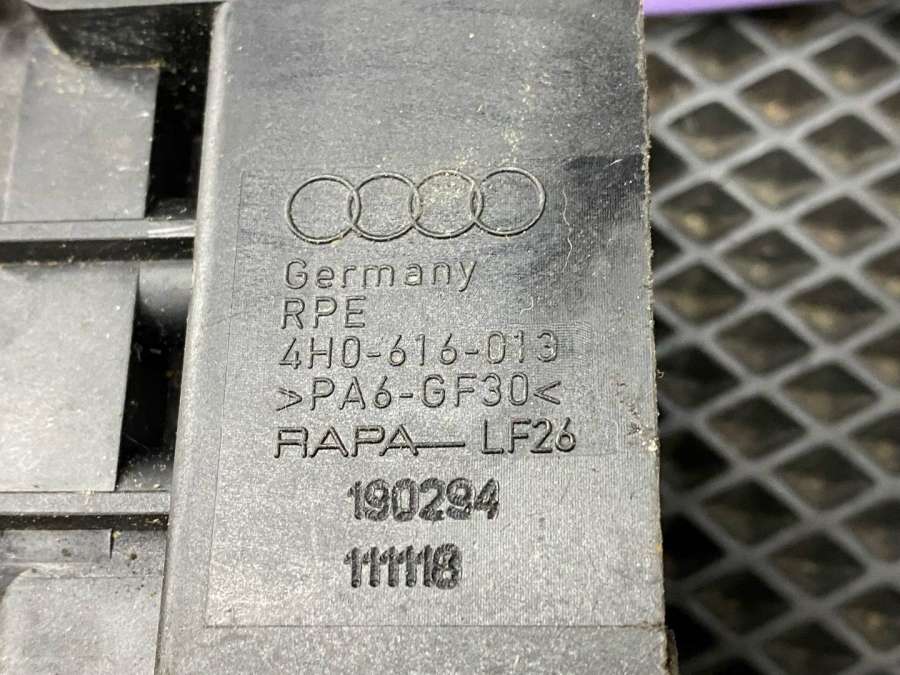 Germany
RPE
4H0-616-013
>PA6-GF30<
RAPA LF26
190294
111118